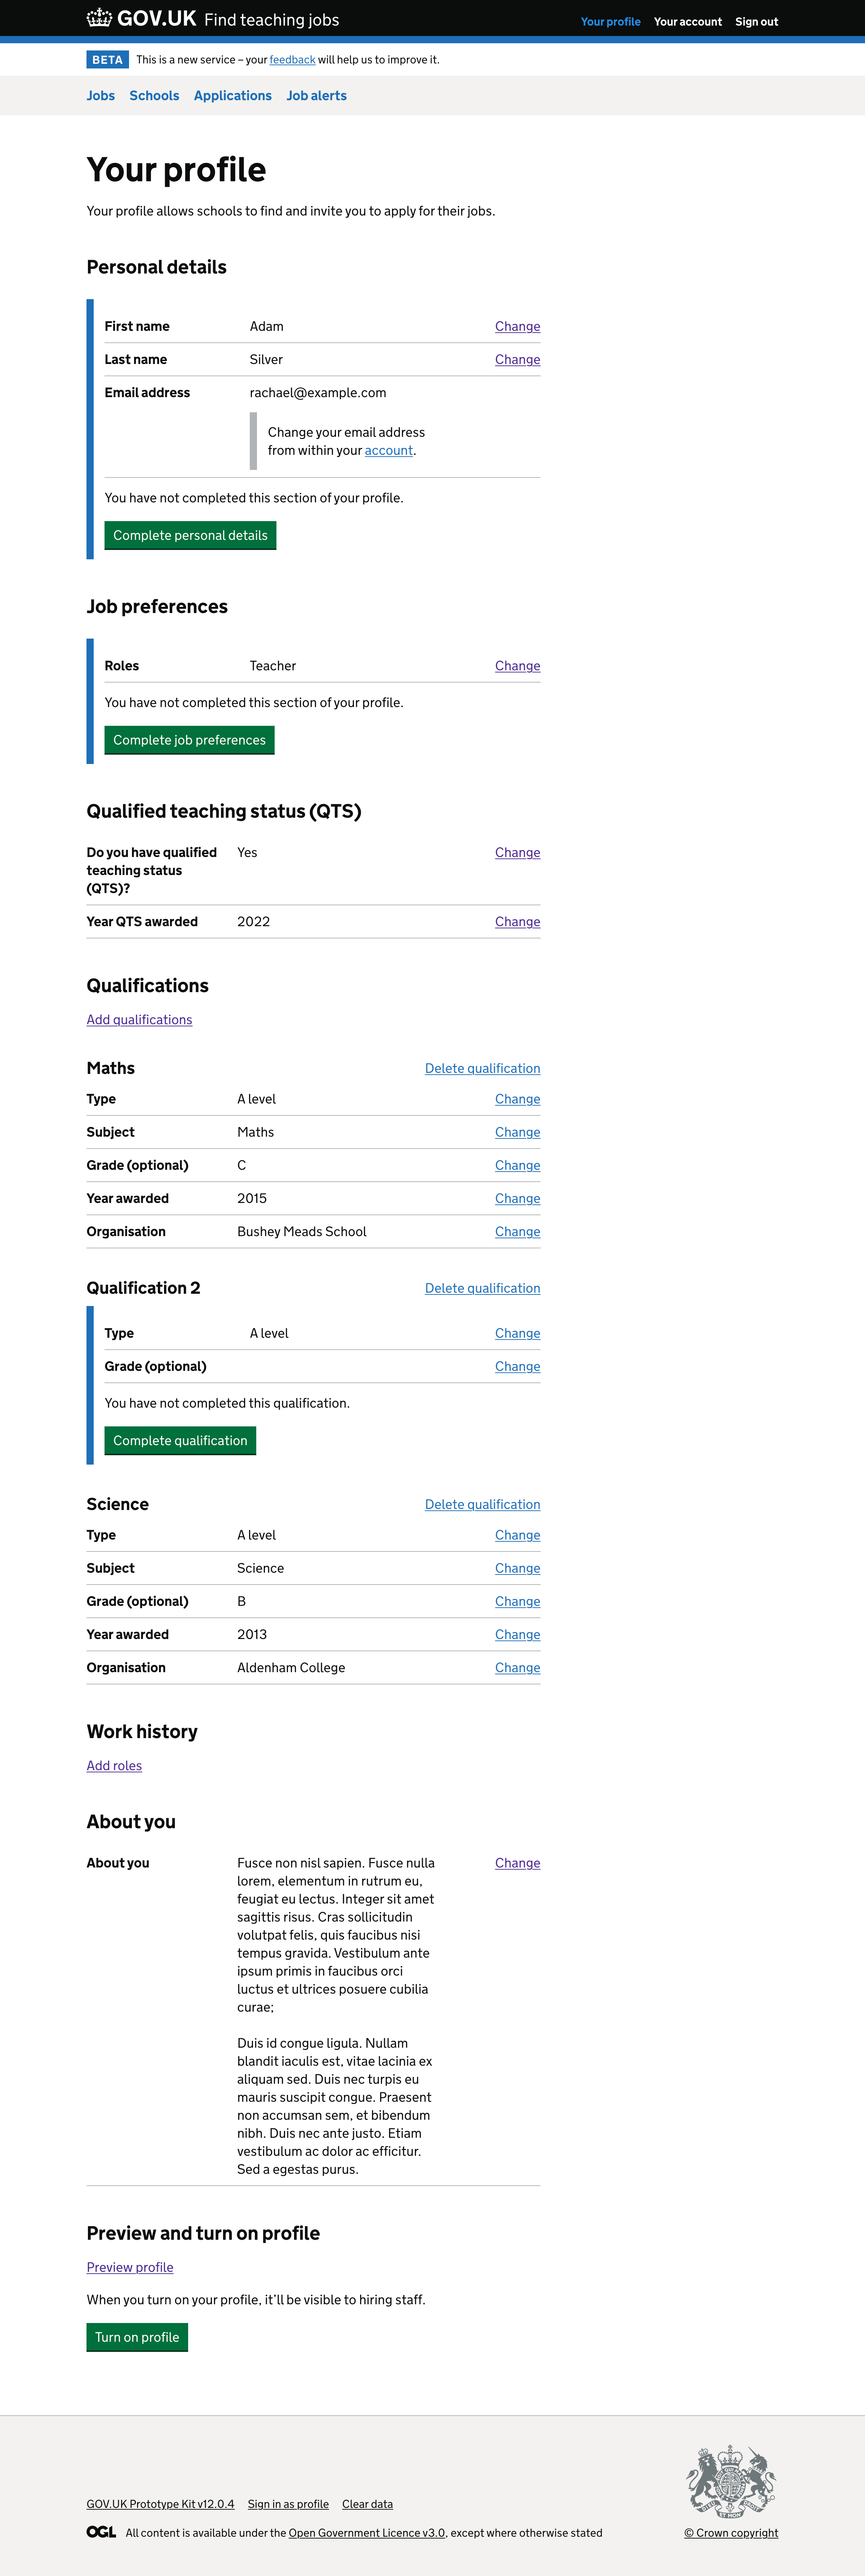 GOV.UK Find teaching jobs Your profile Your account Sign out
BETA This is a new service – your feedback will help us to improve it.
Jobs Schools Applications Job alerts
Your profile
Your profile allows schools to find and invite you to apply for their jobs.
Personal details
First name Adam Change
Last name Silver Change
Email address rachael@example.com
Change your email address
from within your account.
You have not completed this section of your profile.
Complete personal details
Job preferences
Roles Teacher Change
You have not completed this section of your profile.
Complete job preferences
Qualified teaching status (QTS)
Do you have qualified Yes Change
teaching status
(QTS)?
Year QTS awarded 2022 Change
Qualifications
Add qualifications
Maths Delete qualification
Type A level Change
Subject Maths Change
Grade (optional) C Change
Year awarded 2015 Change
Organisation Bushey Meads School Change
Qualification 2 Delete qualification
Type A level Change
Grade (optional) Change
You have not completed this qualification.
Complete qualification
Science Delete qualification
Type A level Change
Subject Science Change
Grade (optional) B Change
Year awarded 2013 Change
Organisation Aldenham College Change
Work history
Add roles
About you
About you Fusce non nisl sapien. Fusce nulla Change
lorem, elementum in rutrum eu,
feugiat eu lectus. Integer sit amet
sagittis risus. Cras sollicitudin
volutpat felis, quis faucibus nisi
tempus gravida. Vestibulum ante
ipsum primis in faucibus orci
luctus et ultrices posuere cubilia
curae;
Duis id congue ligula. Nullam
blandit iaculis est, vitae lacinia ex
aliquam sed. Duis nec turpis eu
mauris suscipit congue. Praesent
non accumsan sem, et bibendum
nibh. Duis nec ante justo. Etiam
vestibulum ac dolor ac efficitur.
Sed a egestas purus.
Preview and turn on profile
Preview profile
When you turn on your profile, it’ll be visible to hiring staff.
Turn on profile
GOV.UK Prototype Kit v12.0.4 Sign in as profile Clear data
OGL All content is available under the Open Government Licence v3.0, except where otherwise stated
© Crown copyright